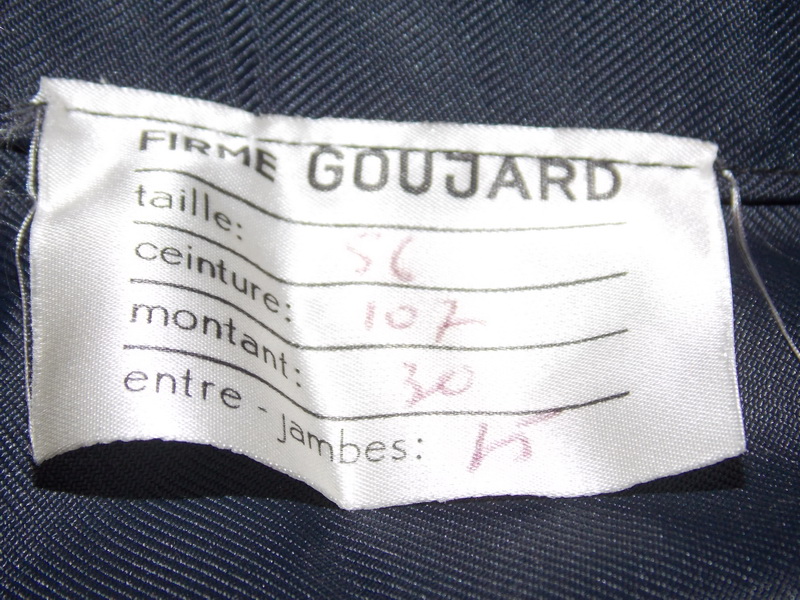 FIRME GOUJARD
taille: 56
ceinture: 107
montant: 30
entre - jambes: